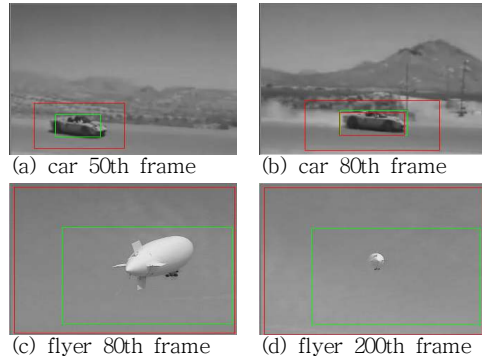 (a) car 50th frame
(b) car 80th frame
(c) flyer 80th frame
(d) flyer 200th frame